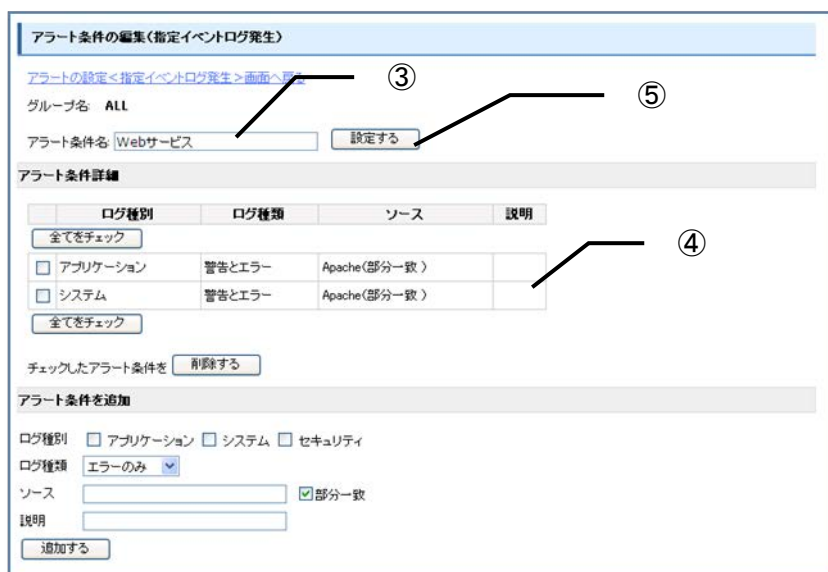 アラート条件の編集(指定イベントログ発生)
アラートの設定<指定イベントログ発生>画面へ戻る
③
グループ名: ALL
⑤
アラート条件名: Webサービス 設定する
アラート条件詳細
ログ種別 ログ種類 ソース 説明
全てをチェック
④
アプリケーション 警告とエラー Apache(部分一致)
システム 警告とエラー Apache(部分一致)
全てをチェック
チェックしたアラート条件を 削除する
アラート条件を追加
ログ種別 アプリケーション システム セキュリティ
ログ種類 エラーのみ
ソース 部分一致
説明
追加する